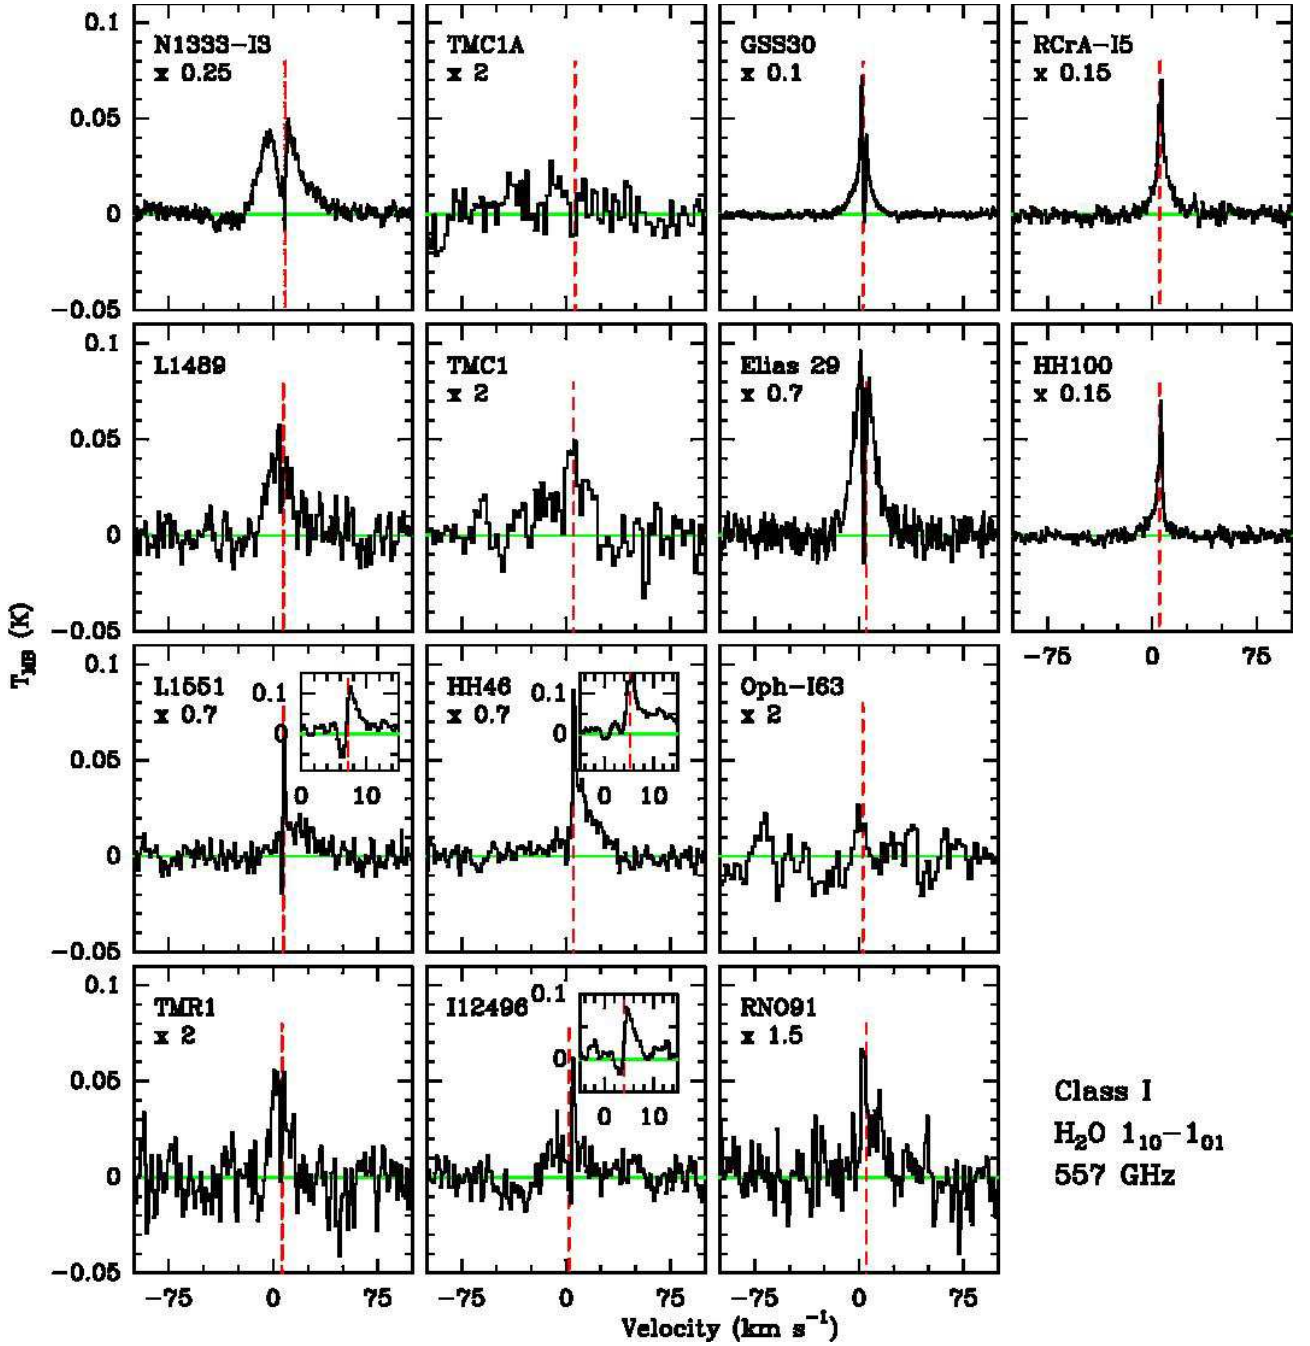 0.1
N1333-I3
x 0.25
TMC1A
x 2
GSS30
x 0.1
RCrA-I5
x 0.15
0.05
0
-0.05
-75 0 75
0.1
L1489
TMC1
x 2
Elias 29
x 0.7
HH100
x 0.15
0.05
0
-0.05
-75 0 75
T_MB (K)
0.1
L1551
x 0.7
0.1
0
0 10
HH46
x 0.7
0.1
0
0 10
Oph-I63
x 2
0.05
0
-0.05
0.1
TMR1
x 2
I12496
0.1
0
0 10
RNO91
x 1.5
0.05
0
-0.05
-75 0 75
-75 0 75
-75 0 75
Velocity (km s⁻¹)
Class I
H₂O 1₁₀-1₀₁
557 GHz